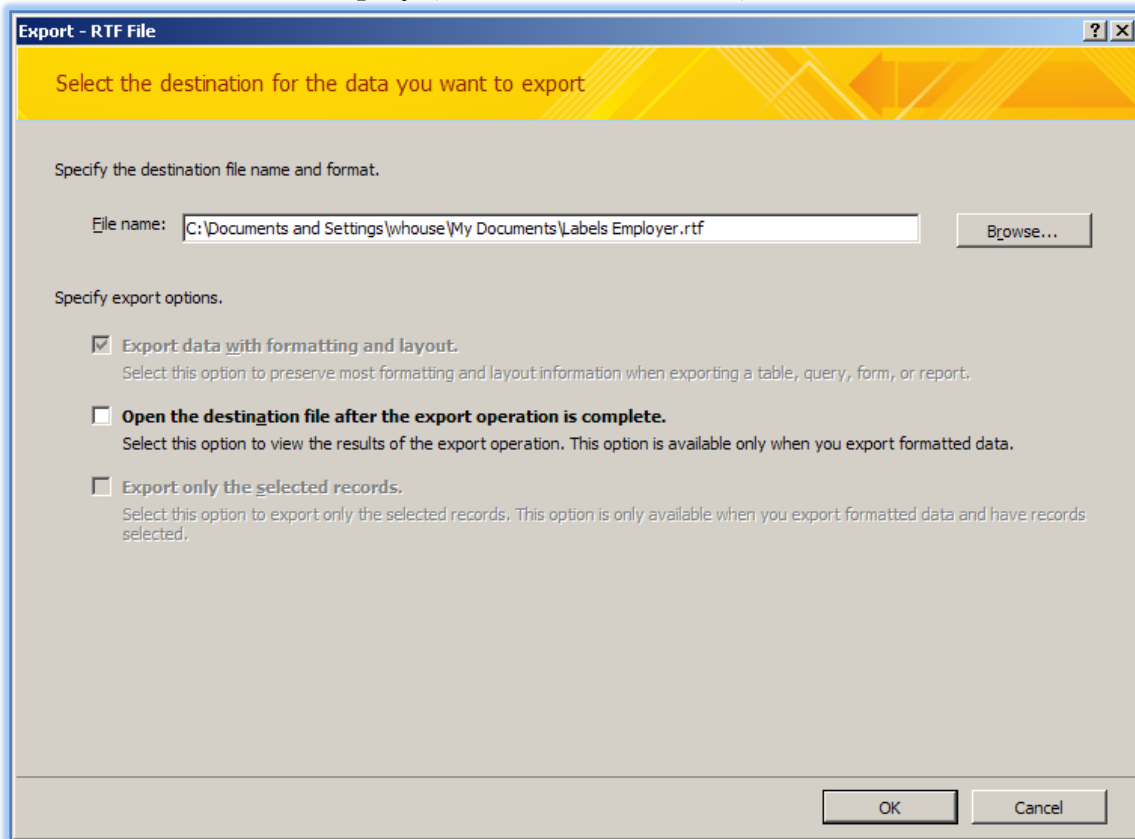 Export - RTF File
Select the destination for the data you want to export
Specify the destination file name and format.
File name: C:\Documents and Settings\whouse\My Documents\Labels Employer.rtf Browse...
Specify export options.
Export data with formatting and layout.
Select this option to preserve most formatting and layout information when exporting a table, query, form, or report.
Open the destination file after the export operation is complete.
Select this option to view the results of the export operation. This option is available only when you export formatted data.
Export only the selected records.
Select this option to export only the selected records. This option is only available when you export formatted data and have records
selected.
OK Cancel